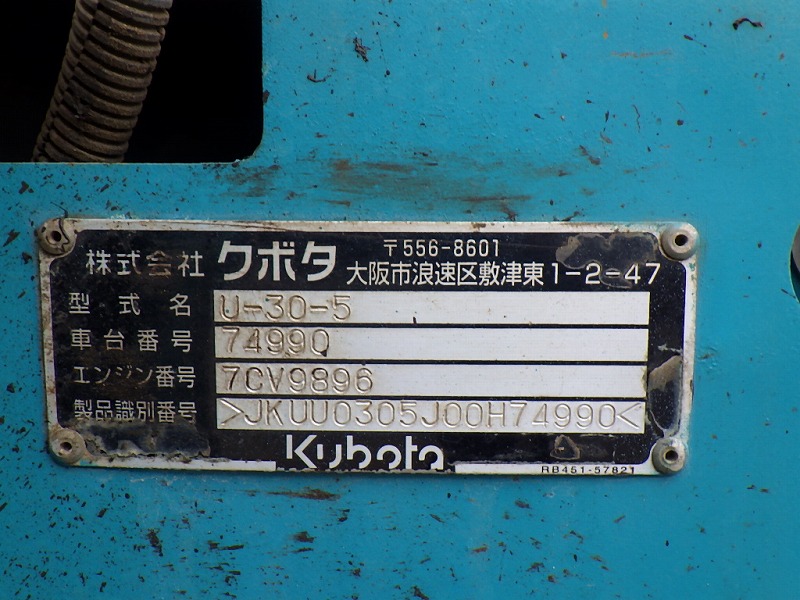 株式会社 クボタ 〒556-8601
大阪市浪速区敷津東1-2-47
型式名 U-30-5
車台番号 74990
エンジン番号 7CV9896
製品識別番号 >JKUU0305J00H74990<
Kubota
RB451-57821